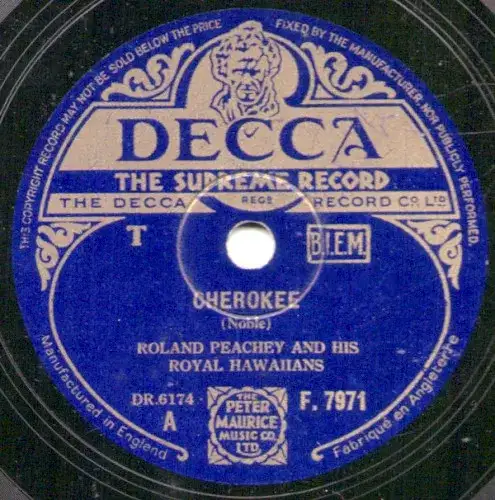 THIS COPYRIGHT RECORD MAY NOT BE SOLD BELOW THE PRICE FIXED BY THE MANUFACTURER, NOR PUBLICLY PERFORMED.
DECCA
THE SUPREME RECORD
THE DECCA REGD RECORD CO. LTD
T B.I.E.M.
CHEROKEE
(Noble)
ROLAND PEACHEY AND HIS
ROYAL HAWAIIANS
DR.6174
A
THE
PETER
MAURICE
MUSIC CO.
LTD.
F. 7971
Manufactured in England
Fabriqué en Angleterre